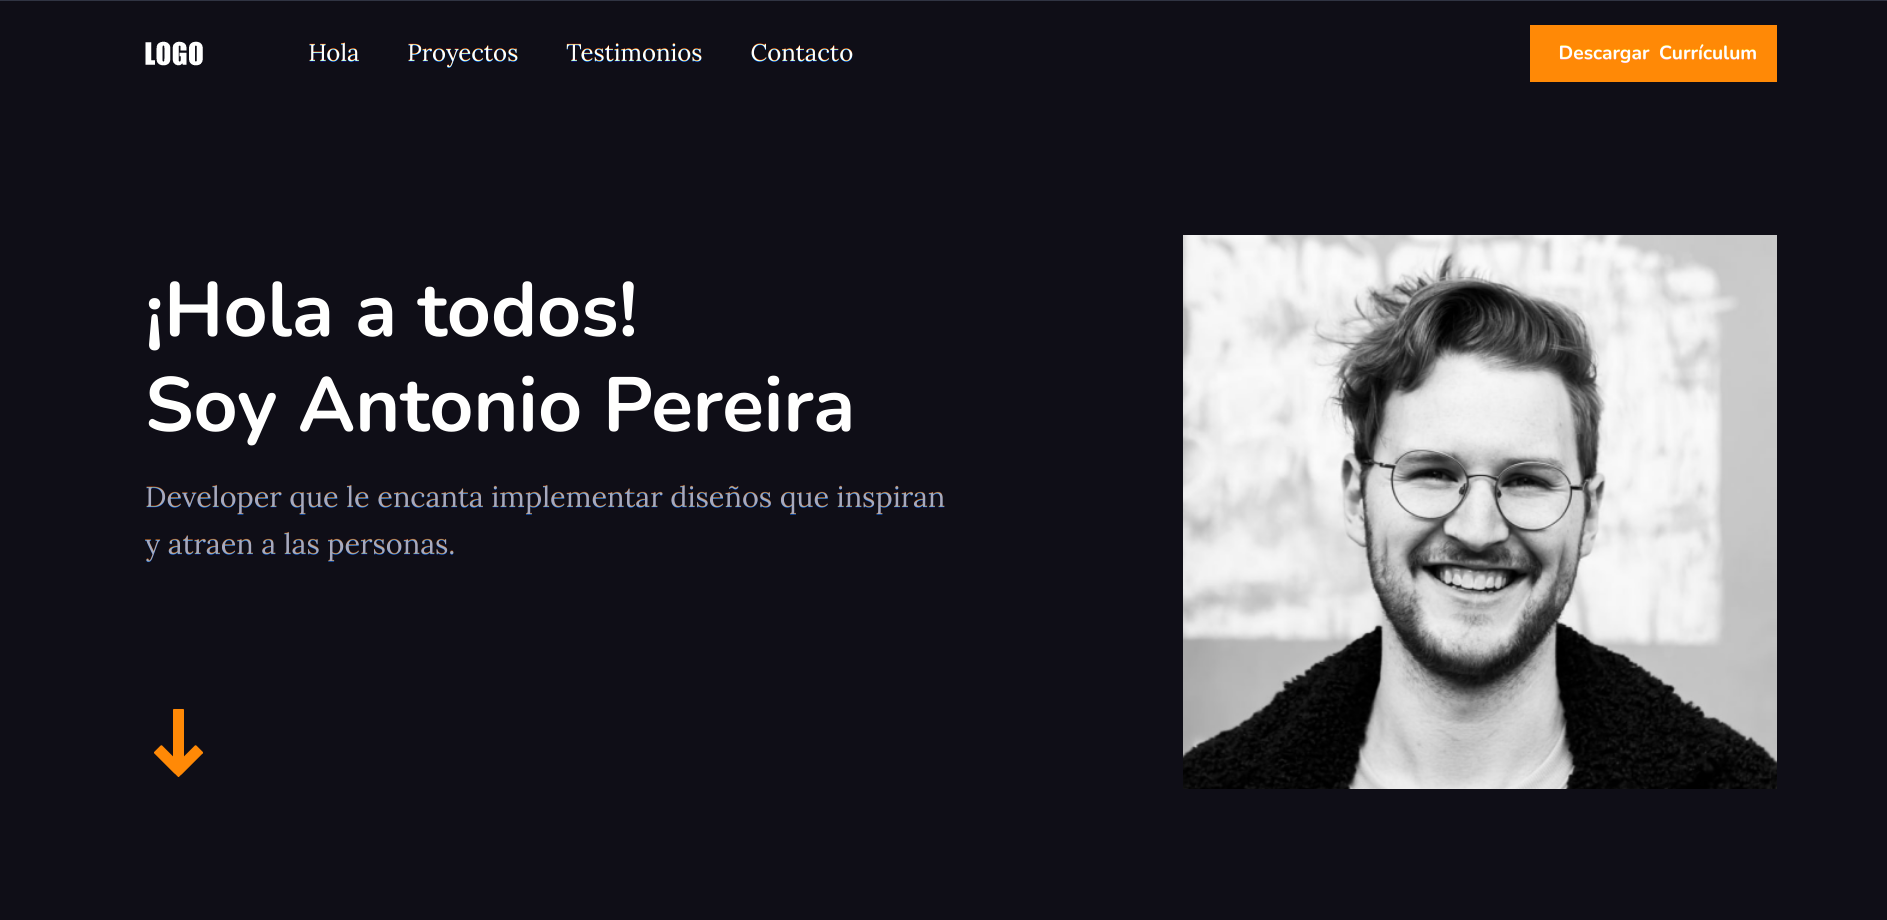 LOGO
Hola
Proyectos
Testimonios
Contacto
Descargar Currículum
¡Hola a todos!
Soy Antonio Pereira
Developer que le encanta implementar diseños que inspiran
y atraen a las personas.